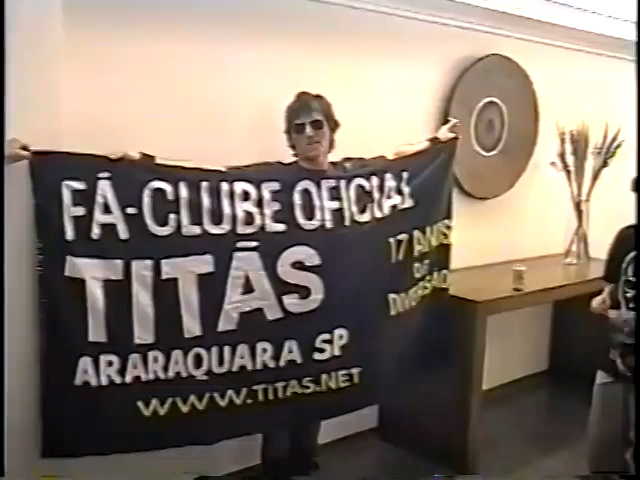 FÃ-CLUBE OFICIAL
TITÃS
ARARAQUARA SP
WWW.TITAS.NET
17 ANOS
DE
DIVERSÃO